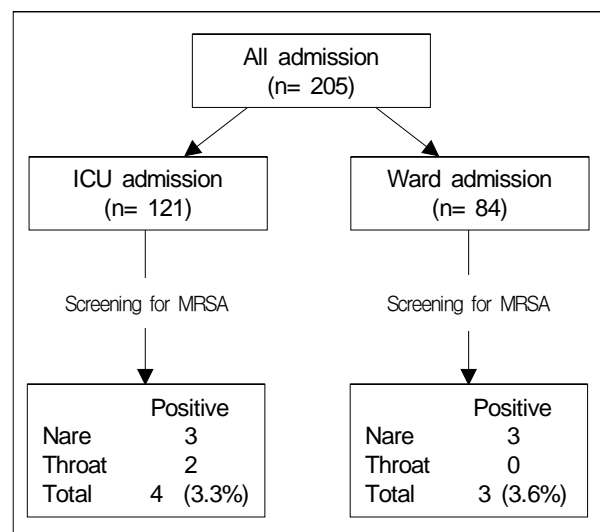 All admission
(n= 205)
ICU admission
(n= 121)
Ward admission
(n= 84)
Screening for MRSA
Screening for MRSA
Positive
Nare 3
Throat 2
Total 4 (3.3%)
Positive
Nare 3
Throat 0
Total 3 (3.6%)